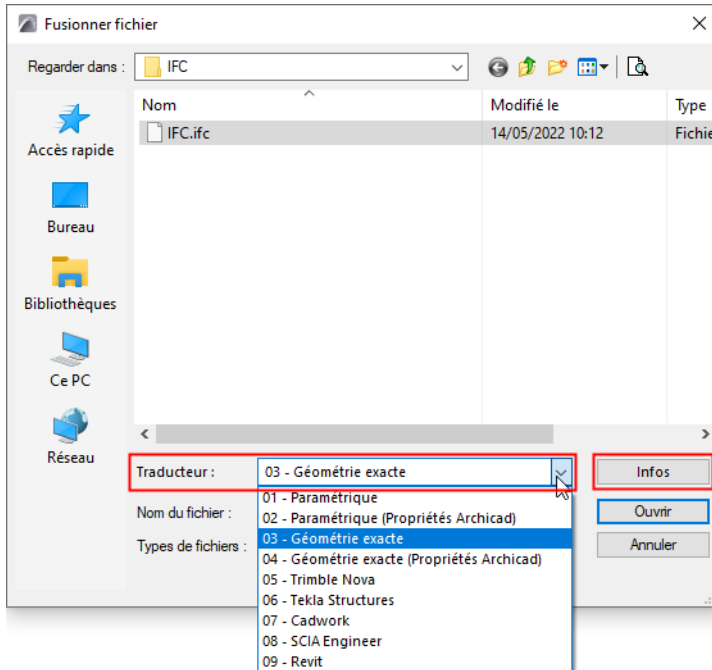 Fusionner fichier
Regarder dans : IFC
Nom Modifié le Type
IFC.ifc 14/05/2022 10:12 Fichie
Accès rapide
Bureau
Bibliothèques
Ce PC
Réseau
Traducteur : 03 - Géométrie exacte Infos
Nom du fichier : Ouvrir
Types de fichiers : Annuler
01 - Paramétrique
02 - Paramétrique (Propriétés Archicad)
03 - Géométrie exacte
04 - Géométrie exacte (Propriétés Archicad)
05 - Trimble Nova
06 - Tekla Structures
07 - Cadwork
08 - SCIA Engineer
09 - Revit